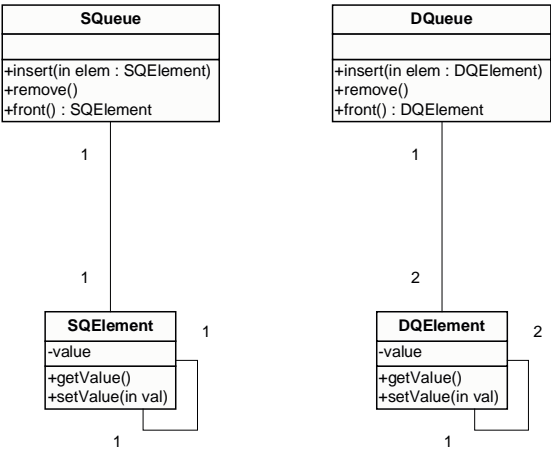 SQueue
+insert(in elem : SQElement)
+remove()
+front() : SQElement
1
1
SQElement
-value
+getValue()
+setValue(in val)
1
1
DQueue
+insert(in elem : DQElement)
+remove()
+front() : DQElement
1
2
DQElement
-value
+getValue()
+setValue(in val)
2
1